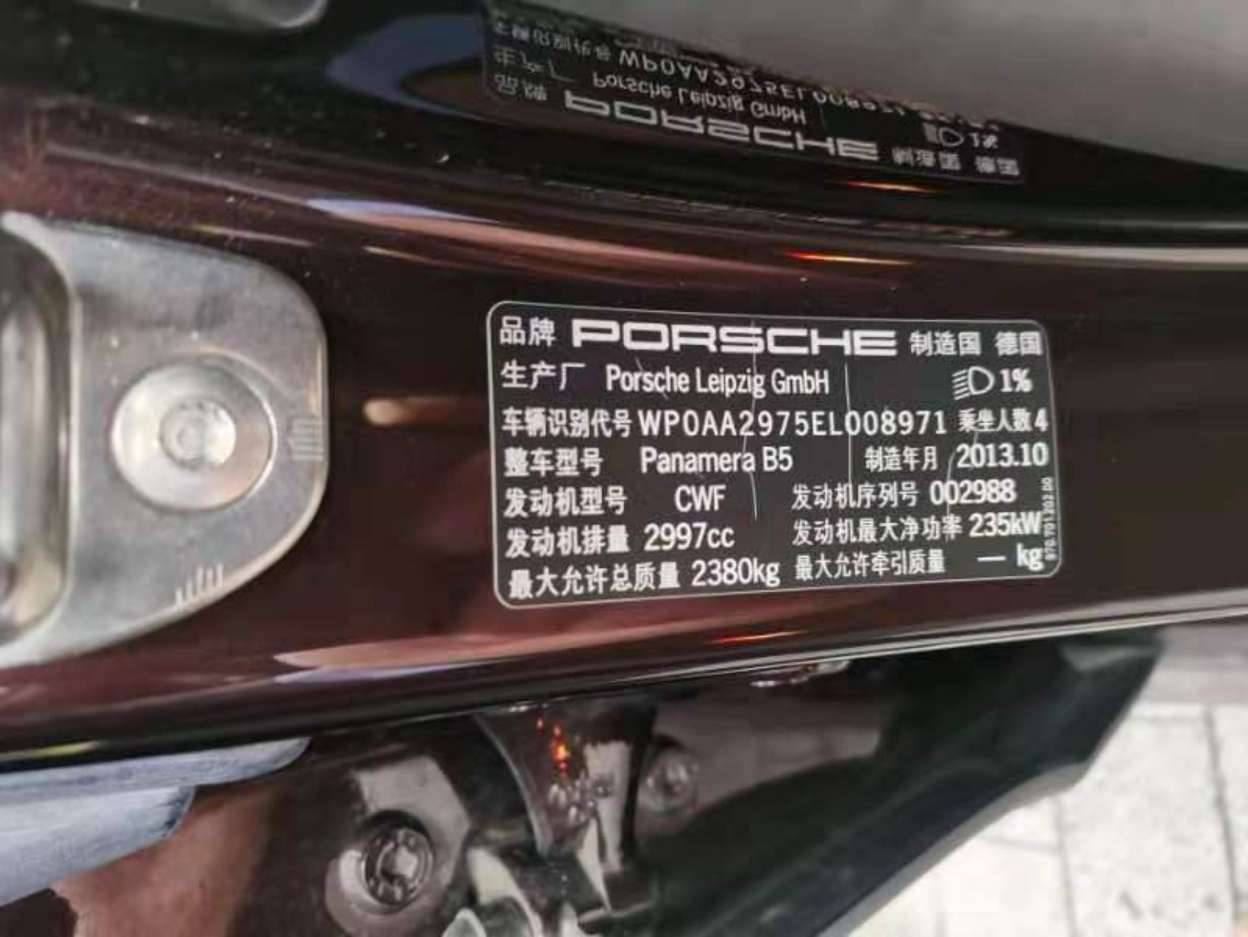 品牌 PORSCHE 制造国 德国
生产厂 Porsche Leipzig GmbH 1%
车辆识别代号 WP0AA2975EL008971 乘坐人数 4
整车型号 Panamera B5 制造年月 2013.10
发动机型号 CWF 发动机序列号 002988
发动机排量 2997cc 发动机最大净功率 235kW
最大允许总质量 2380kg 最大允许牵引质量 — kg